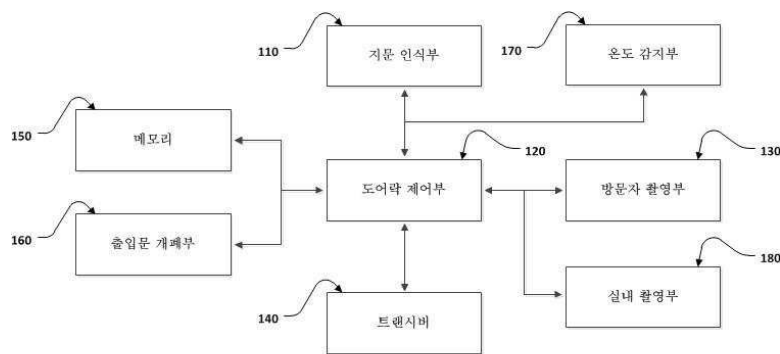 110
지문 인식부
170
온도 감지부
150
메모리
120
도어락 제어부
130
방문자 촬영부
160
출입문 개폐부
140
트랜시버
180
실내 촬영부